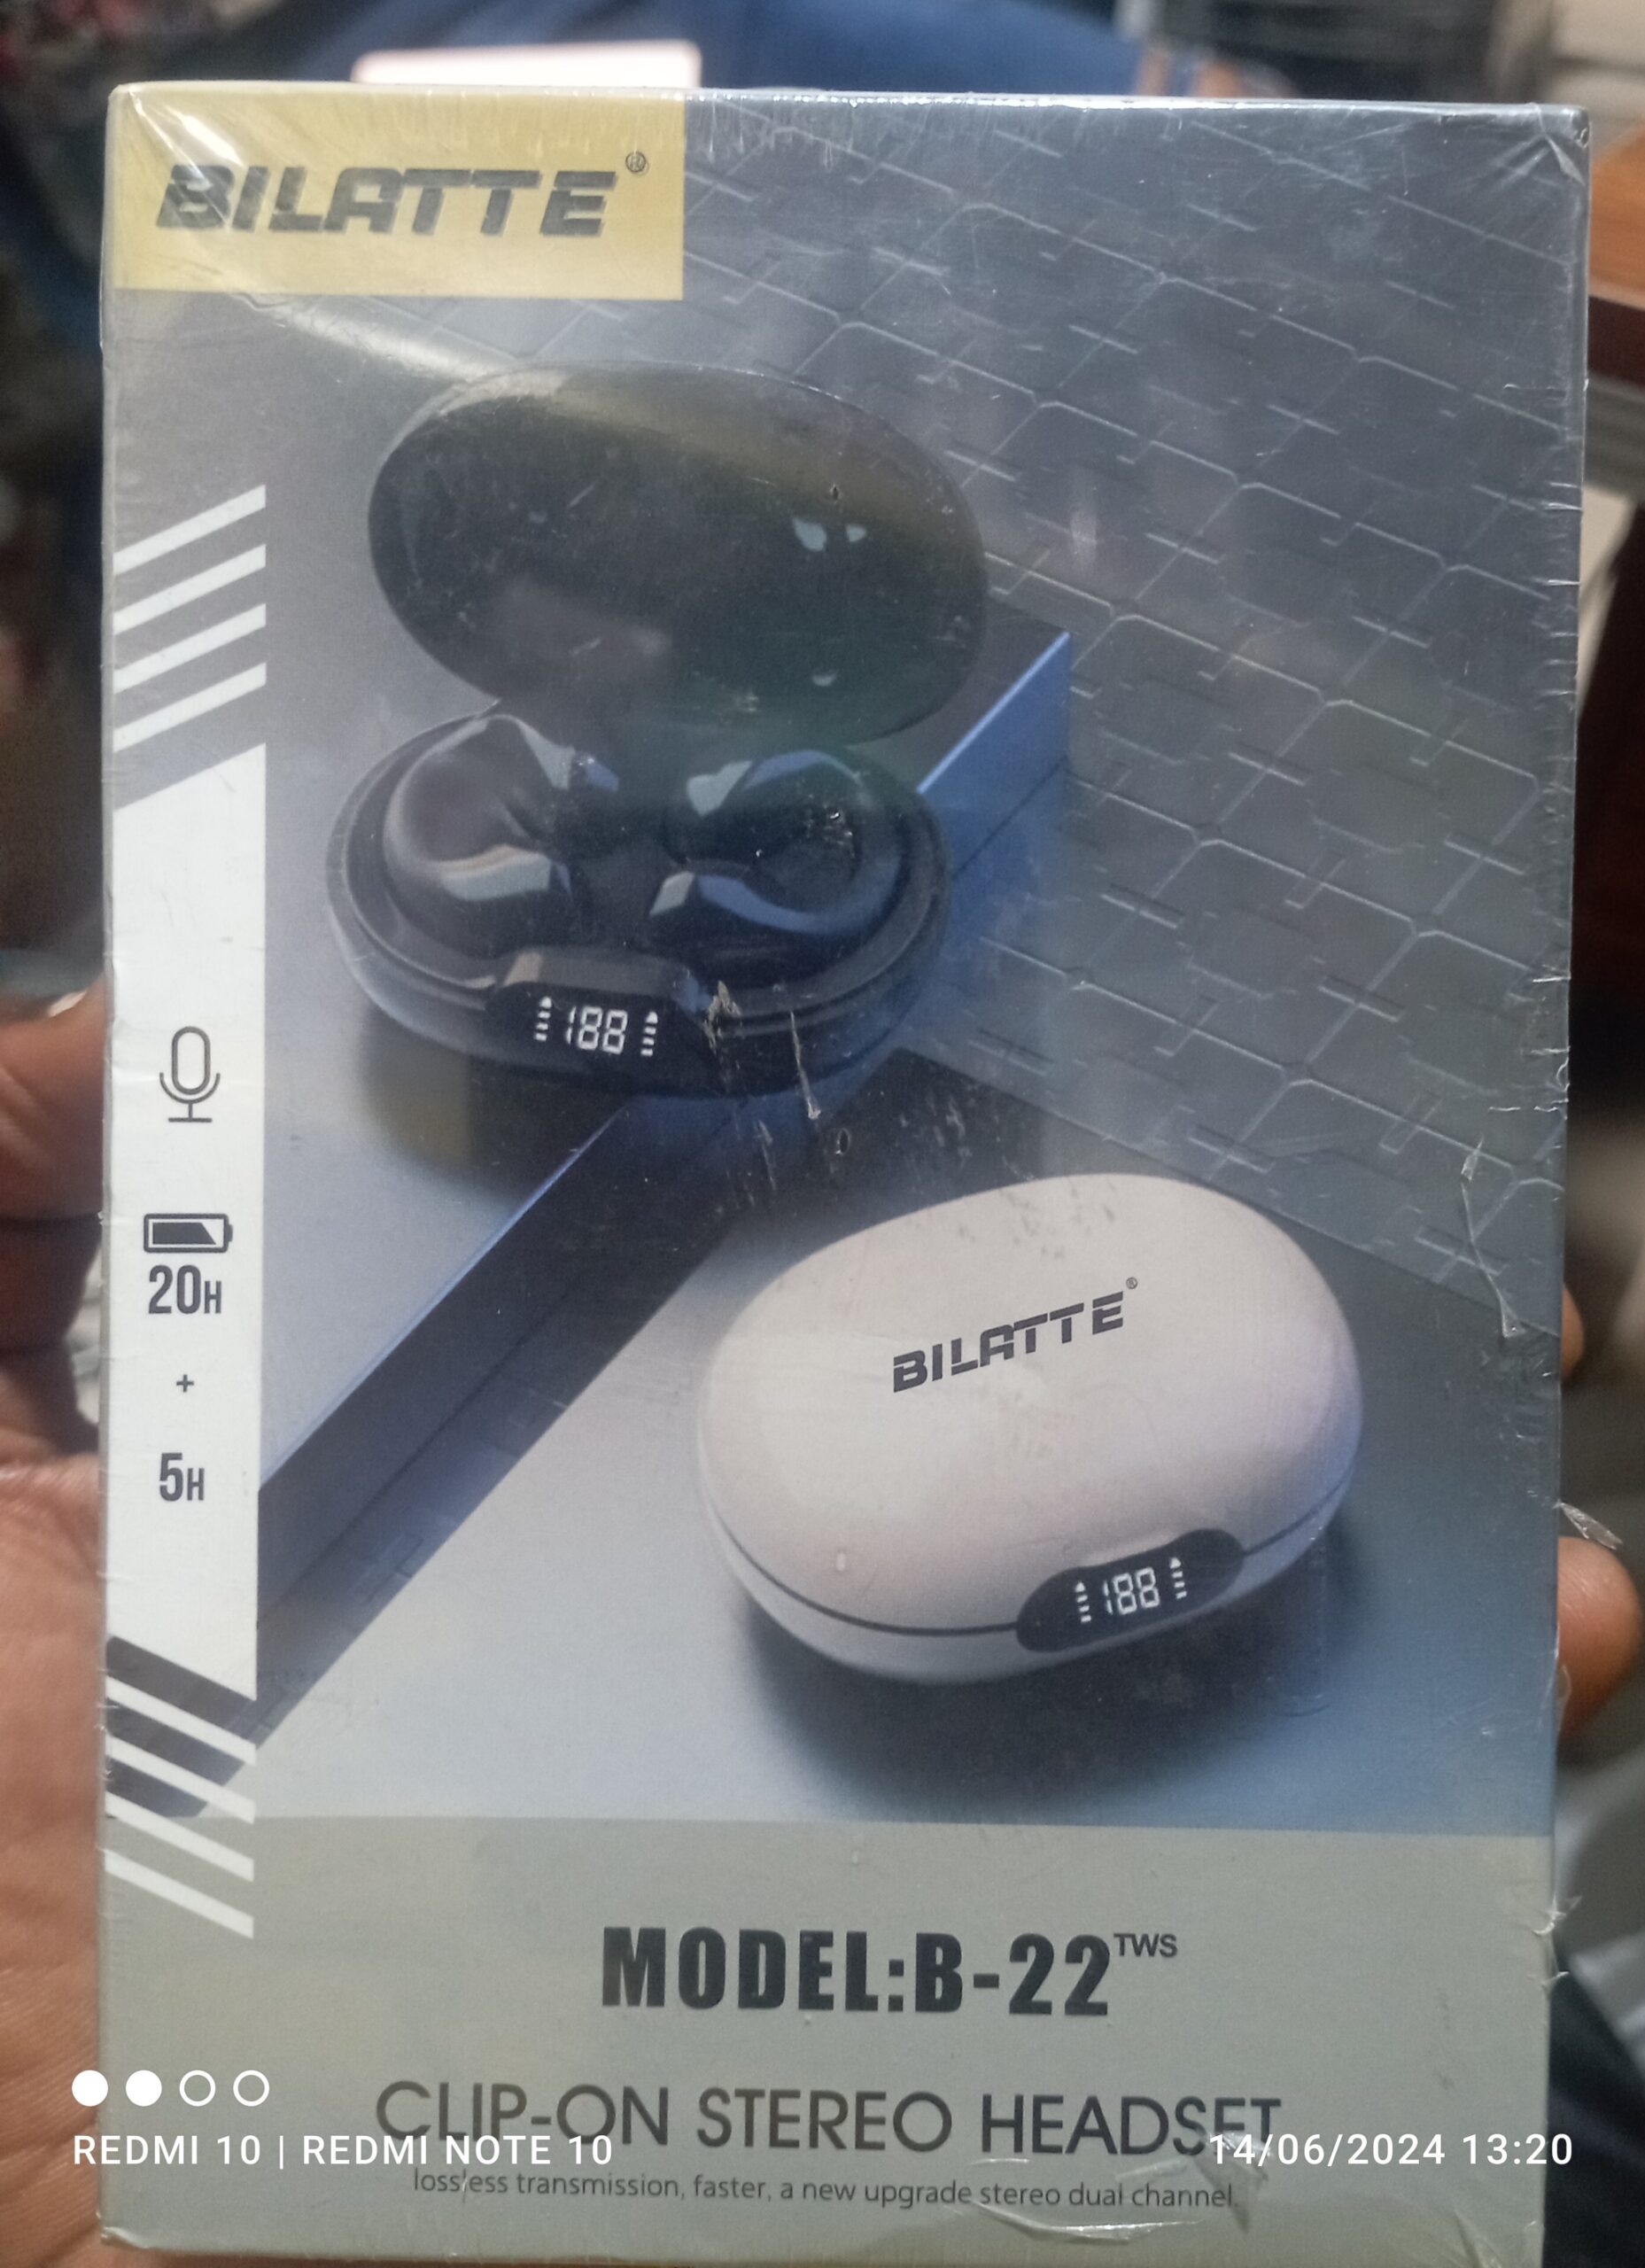 BILATTE®
188
20H
+
5H
BILATTE®
188
MODEL:B-22TWS
CLIP-ON STEREO HEADSET
lossless transmission, faster, a new upgrade stereo dual channel.
REDMI 10 | REDMI NOTE 10
14/06/2024 13:20